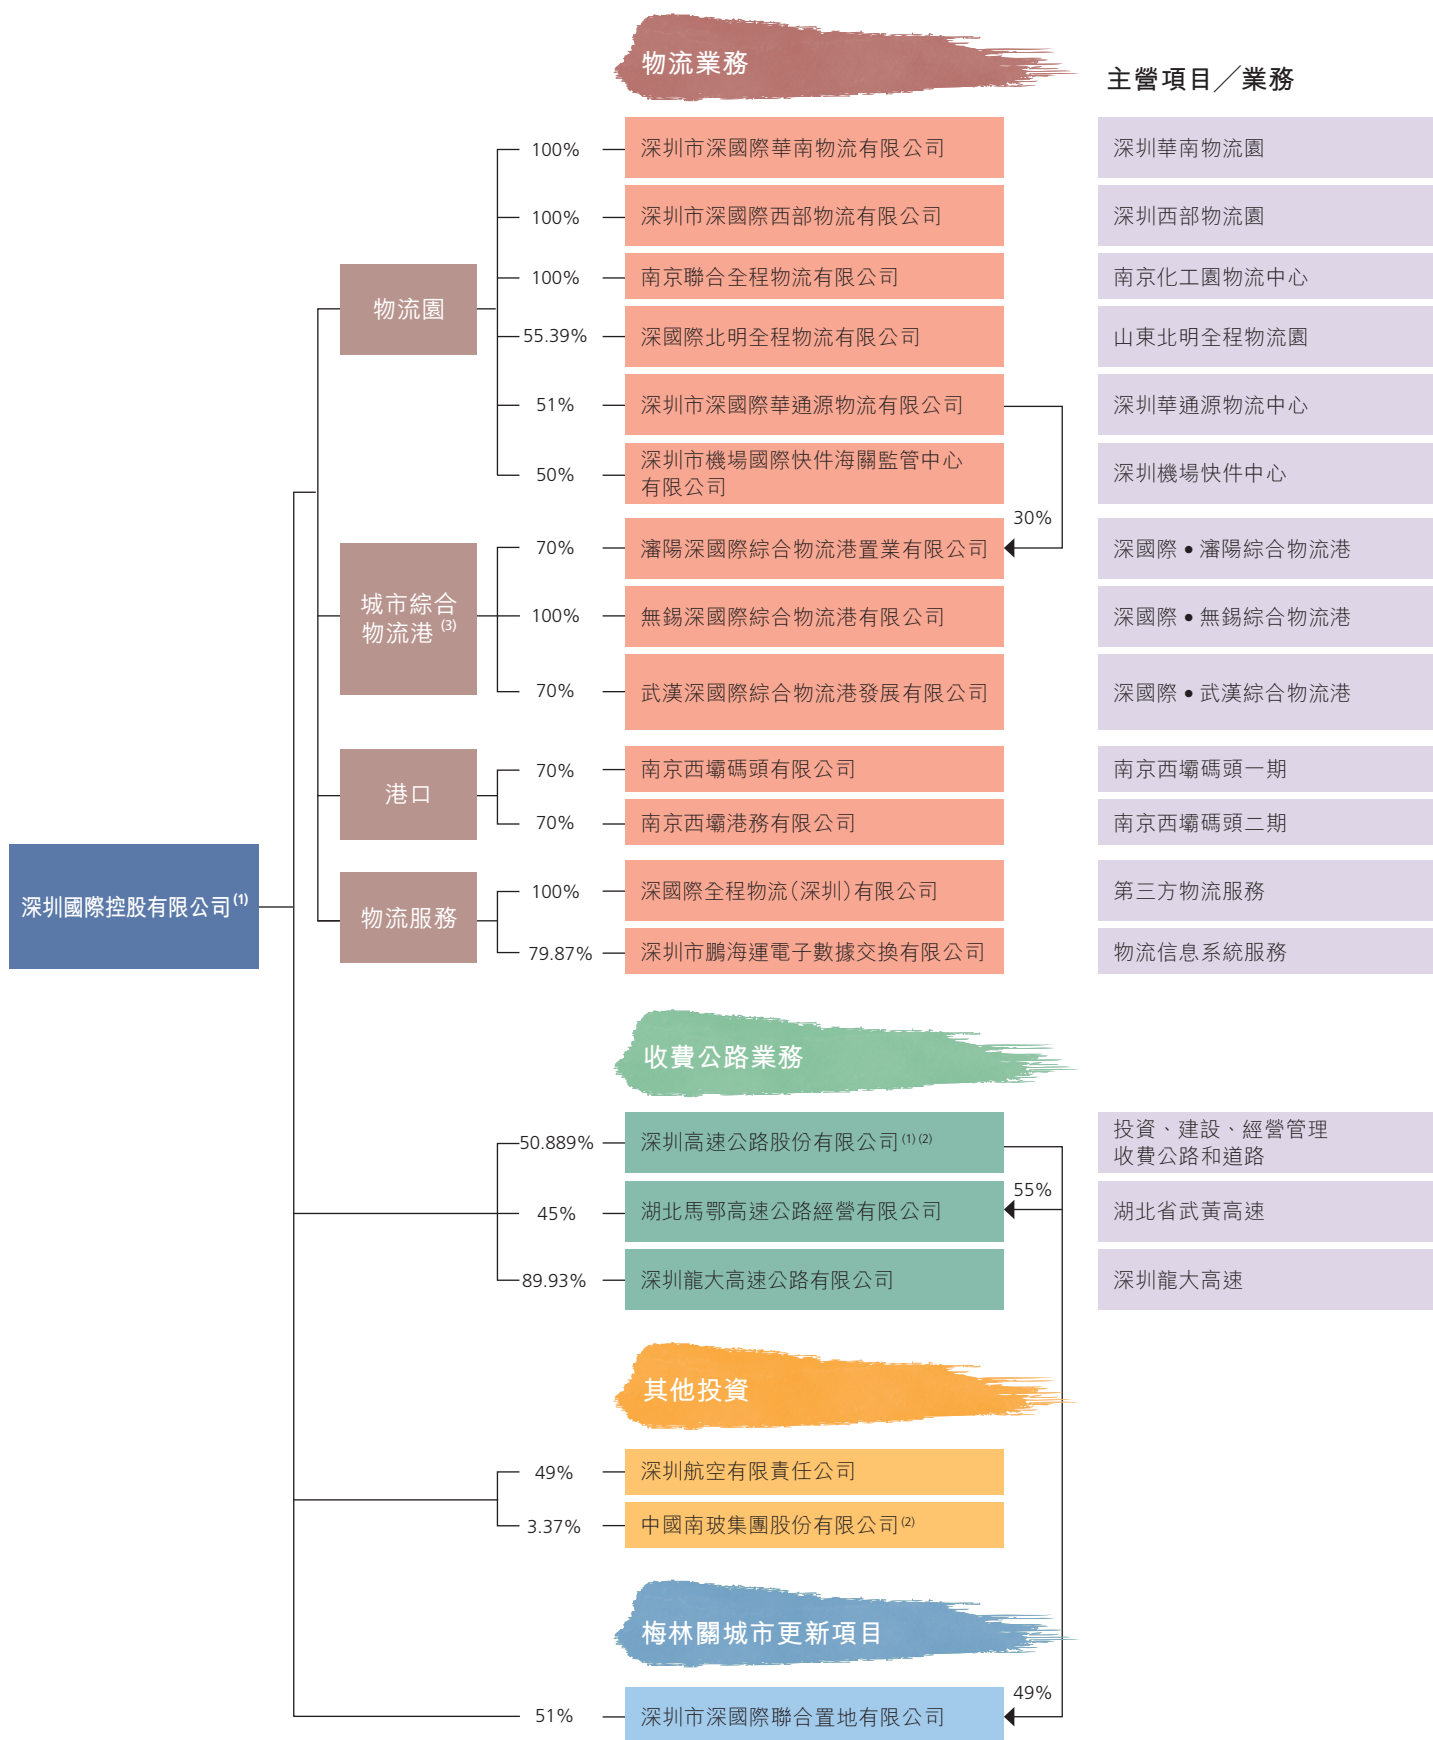 物流業務
主營項目／業務
100%
深圳市深國際華南物流有限公司
深圳華南物流園
100%
深圳市深國際西部物流有限公司
深圳西部物流園
物流園
100%
南京聯合全程物流有限公司
南京化工園物流中心
55.39%
深國際北明全程物流有限公司
山東北明全程物流園
51%
深圳市深國際華通源物流有限公司
深圳華通源物流中心
50%
深圳市機場國際快件海關監管中心
有限公司
深圳機場快件中心
30%
70%
瀋陽深國際綜合物流港置業有限公司
深國際•瀋陽綜合物流港
城市綜合
物流港(3)
100%
無錫深國際綜合物流港有限公司
深國際•無錫綜合物流港
70%
武漢深國際綜合物流港發展有限公司
深國際•武漢綜合物流港
港口
70%
南京西壩碼頭有限公司
南京西壩碼頭一期
70%
南京西壩港務有限公司
南京西壩碼頭二期
深圳國際控股有限公司(1)
物流服務
100%
深國際全程物流(深圳)有限公司
第三方物流服務
79.87%
深圳市鵬海運電子數據交換有限公司
物流信息系統服務
收費公路業務
50.889%
深圳高速公路股份有限公司(1)(2)
投資、建設、經營管理
收費公路和道路
55%
45%
湖北馬鄂高速公路經營有限公司
湖北省武黃高速
89.93%
深圳龍大高速公路有限公司
深圳龍大高速
其他投資
49%
深圳航空有限責任公司
3.37%
中國南玻集團股份有限公司(2)
梅林關城市更新項目
49%
51%
深圳市深國際聯合置地有限公司